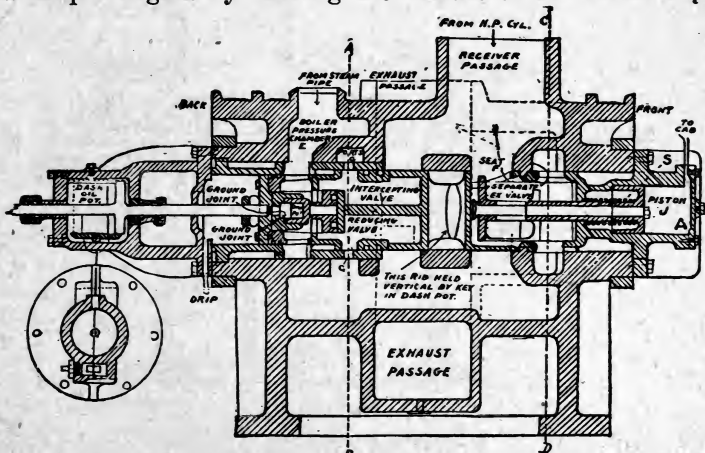 FROM H.P. CYL.
C
RECEIVER
PASSAGE
A
FROM STEAM
PIPE
EXHAUST
PASSAGE
BACK
BOILER
PRESSURE
CHAMBER
E
FRONT
TO
CAB
S
SEAT
PORTS
DASH
OIL
POT.
GROUND
JOINT
INTERCEPTING
VALVE
SEPARATE
VALVE
REDUCING
VALVE
PISTON
J
A
GROUND
JOINT
C
THIS RIB HELD
VERTICAL BY KEY
IN DASH POT.
DRIP
EXHAUST
PASSAGE
D